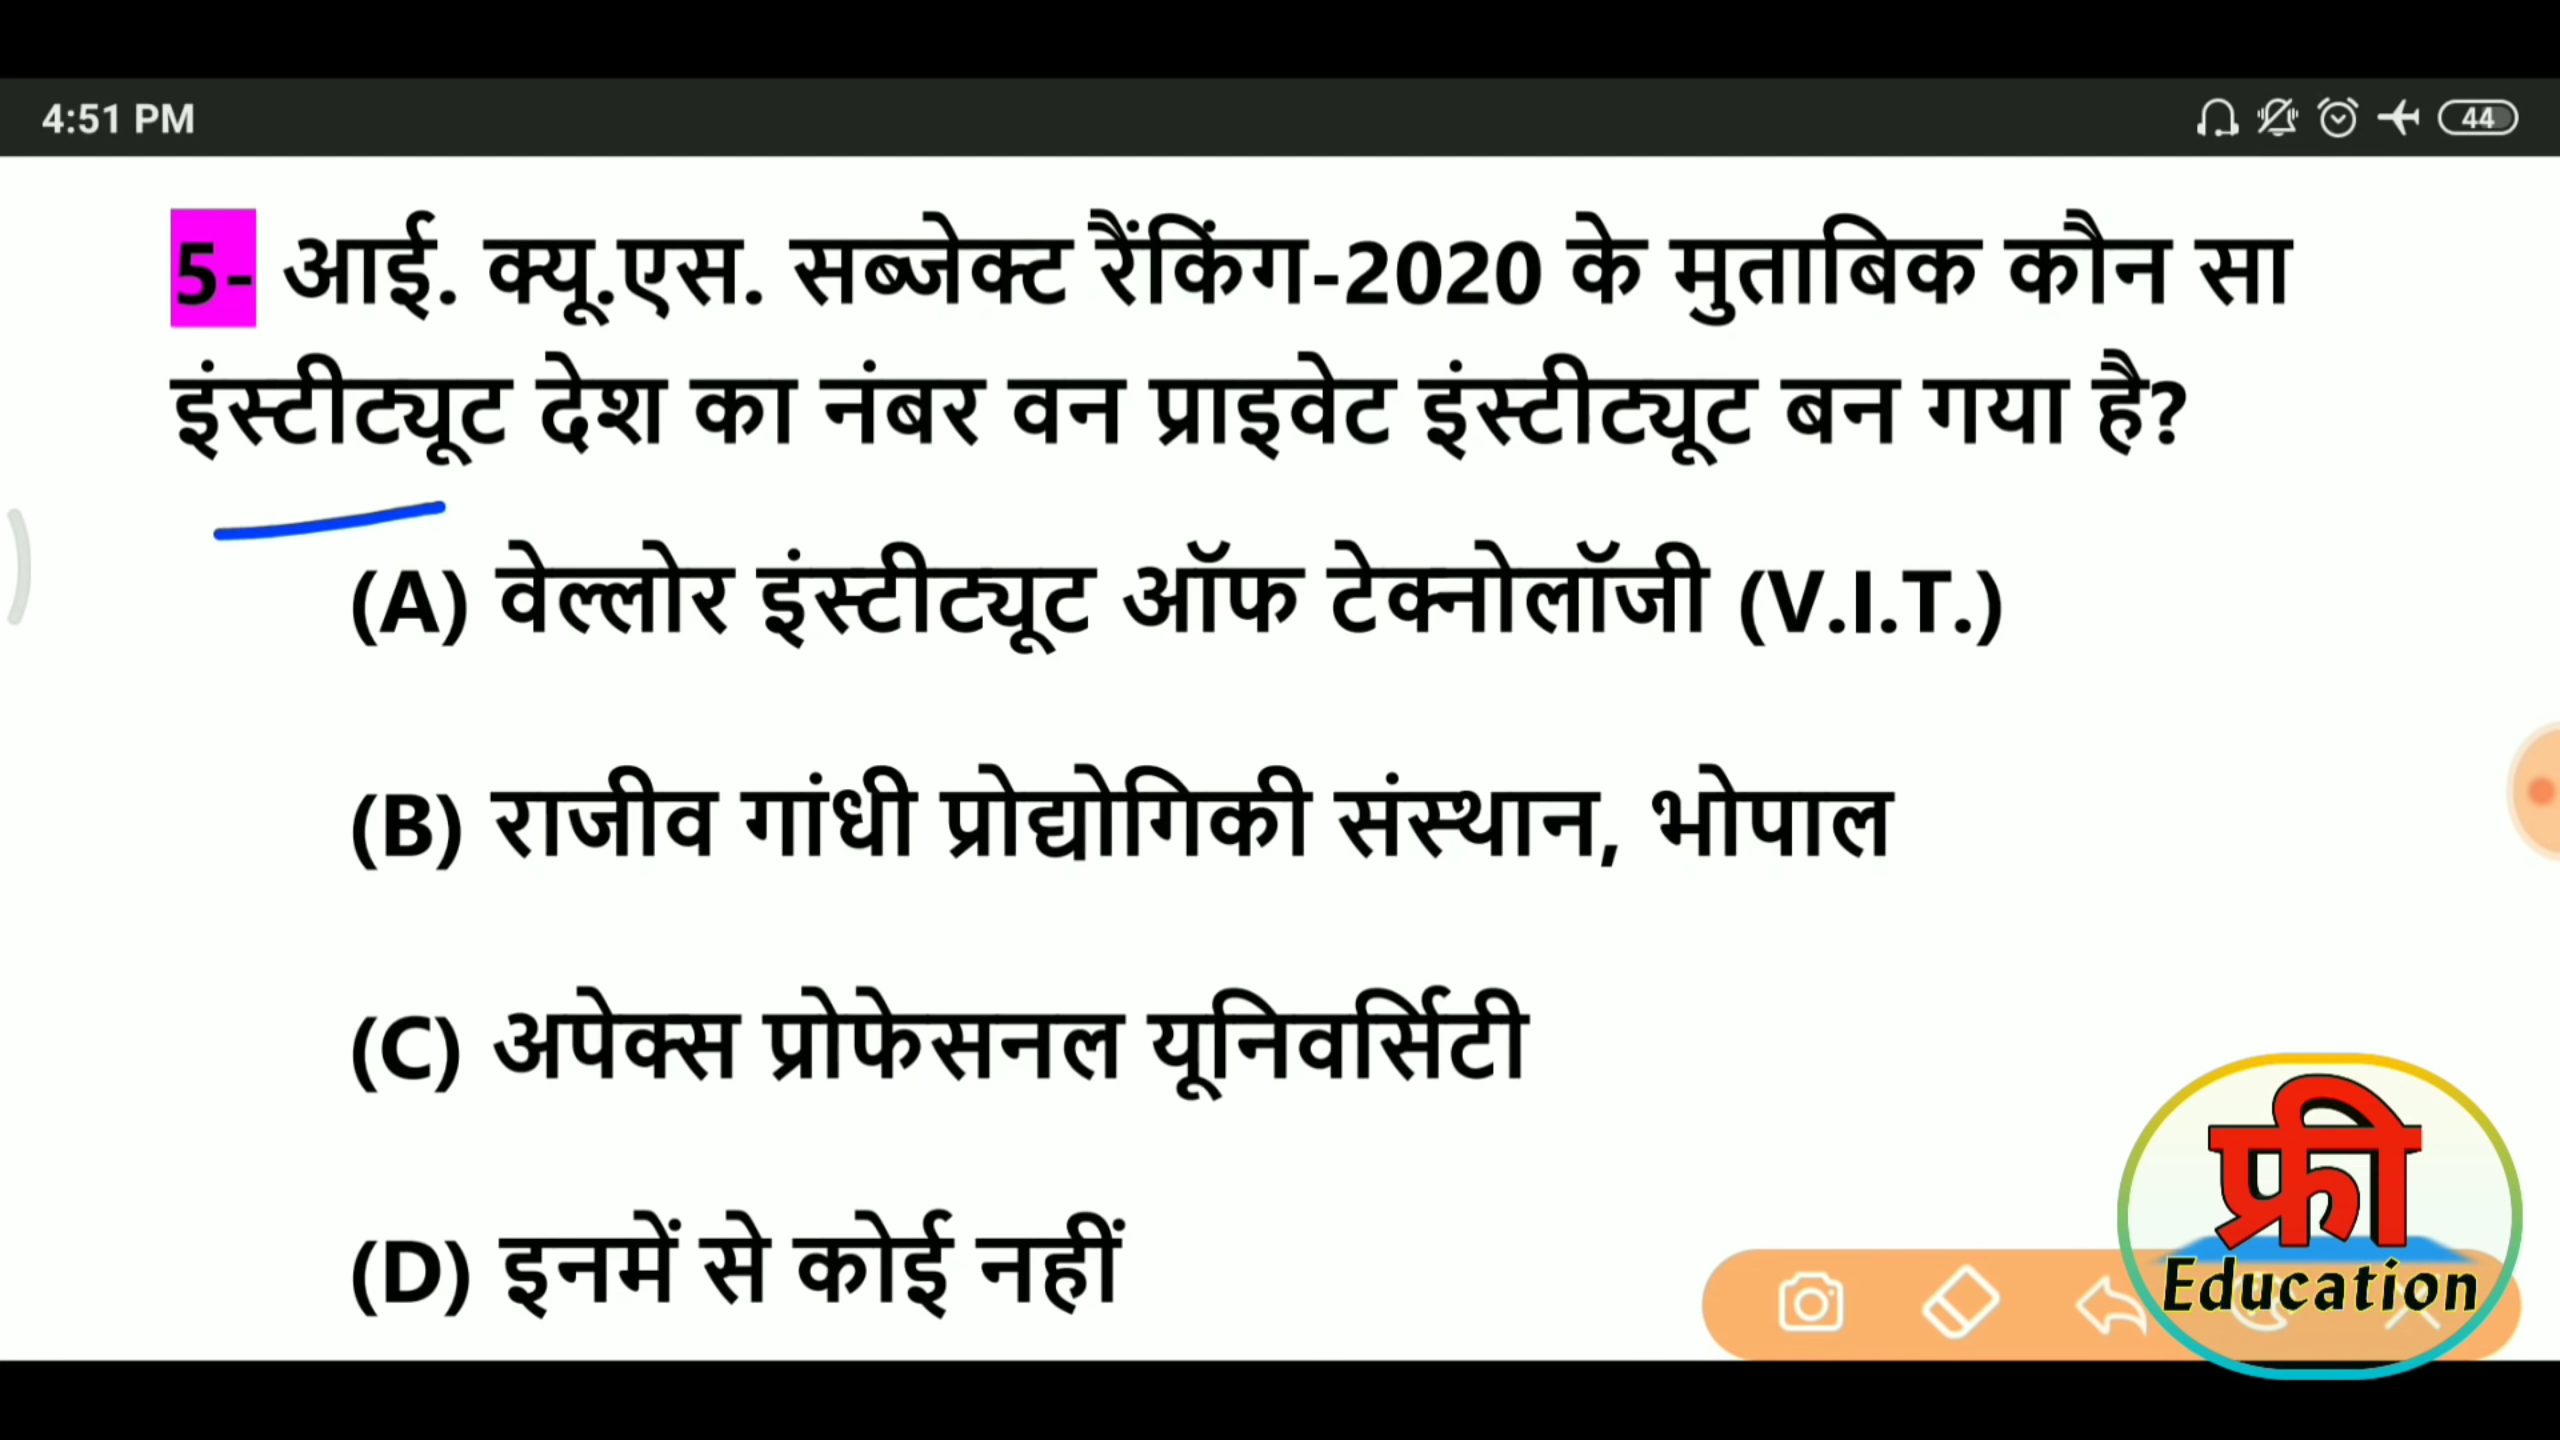 4:51 PM
44
5- आई. क्यू.एस. सब्जेक्ट रैंकिंग-2020 के मुताबिक कौन सा
इंस्टीट्यूट देश का नंबर वन प्राइवेट इंस्टीट्यूट बन गया है?
(A) वेल्लोर इंस्टीट्यूट ऑफ टेक्नोलॉजी (V.I.T.)
(B) राजीव गांधी प्रोद्योगिकी संस्थान, भोपाल
(C) अपेक्स प्रोफेसनल यूनिवर्सिटी
(D) इनमें से कोई नहीं
फ्री
Education